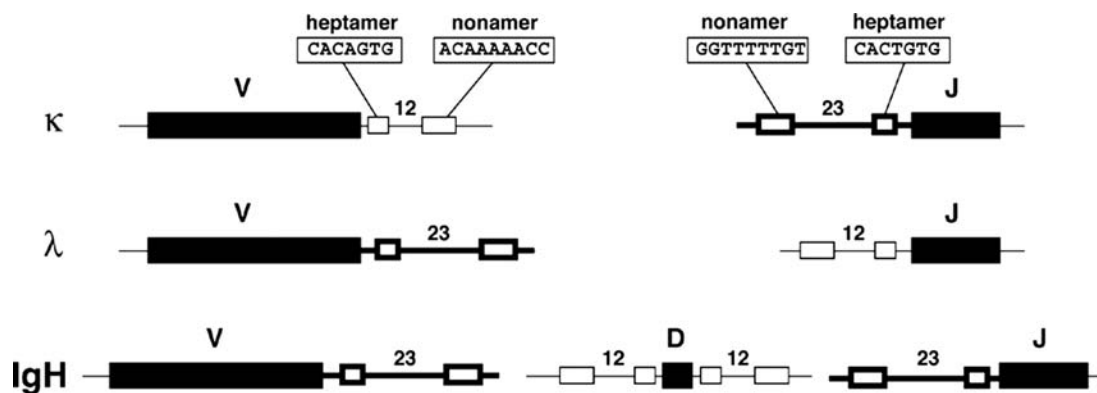 heptamer nonamer nonamer heptamer
CACAGTG ACAAAAACC GGTTTTTGT CACTGTG
V 12 23 J
κ
V 23 12 J
λ
V 23 12 D 12 23 J
IgH